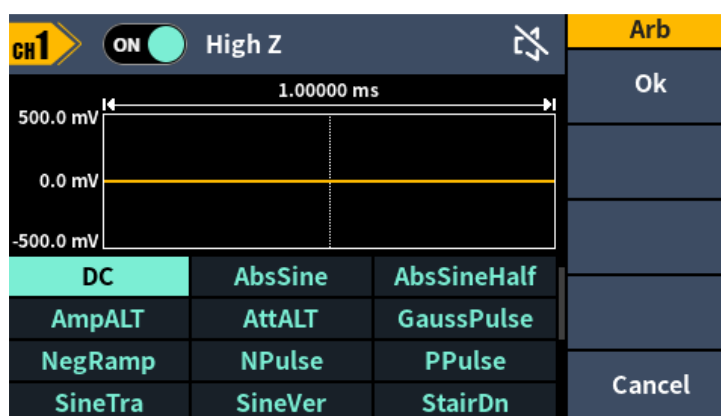 CH1 ON High Z
Arb
Ok
1.00000 ms
500.0 mV
0.0 mV
-500.0 mV
DC AbsSine AbsSineHalf
AmpALT AttALT GaussPulse
NegRamp NPulse PPulse
SineTra SineVer StairDn
Cancel